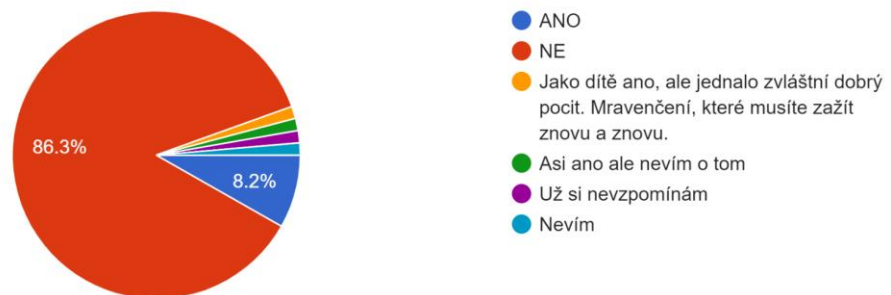 86.3%
8.2%
ANO
NE
Jako dítě ano, ale jednalo zvláštní dobrý
pocit. Mravenčení, které musíte zažít
znovu a znovu.
Asi ano ale nevím o tom
Už si nevzpomínám
Nevím